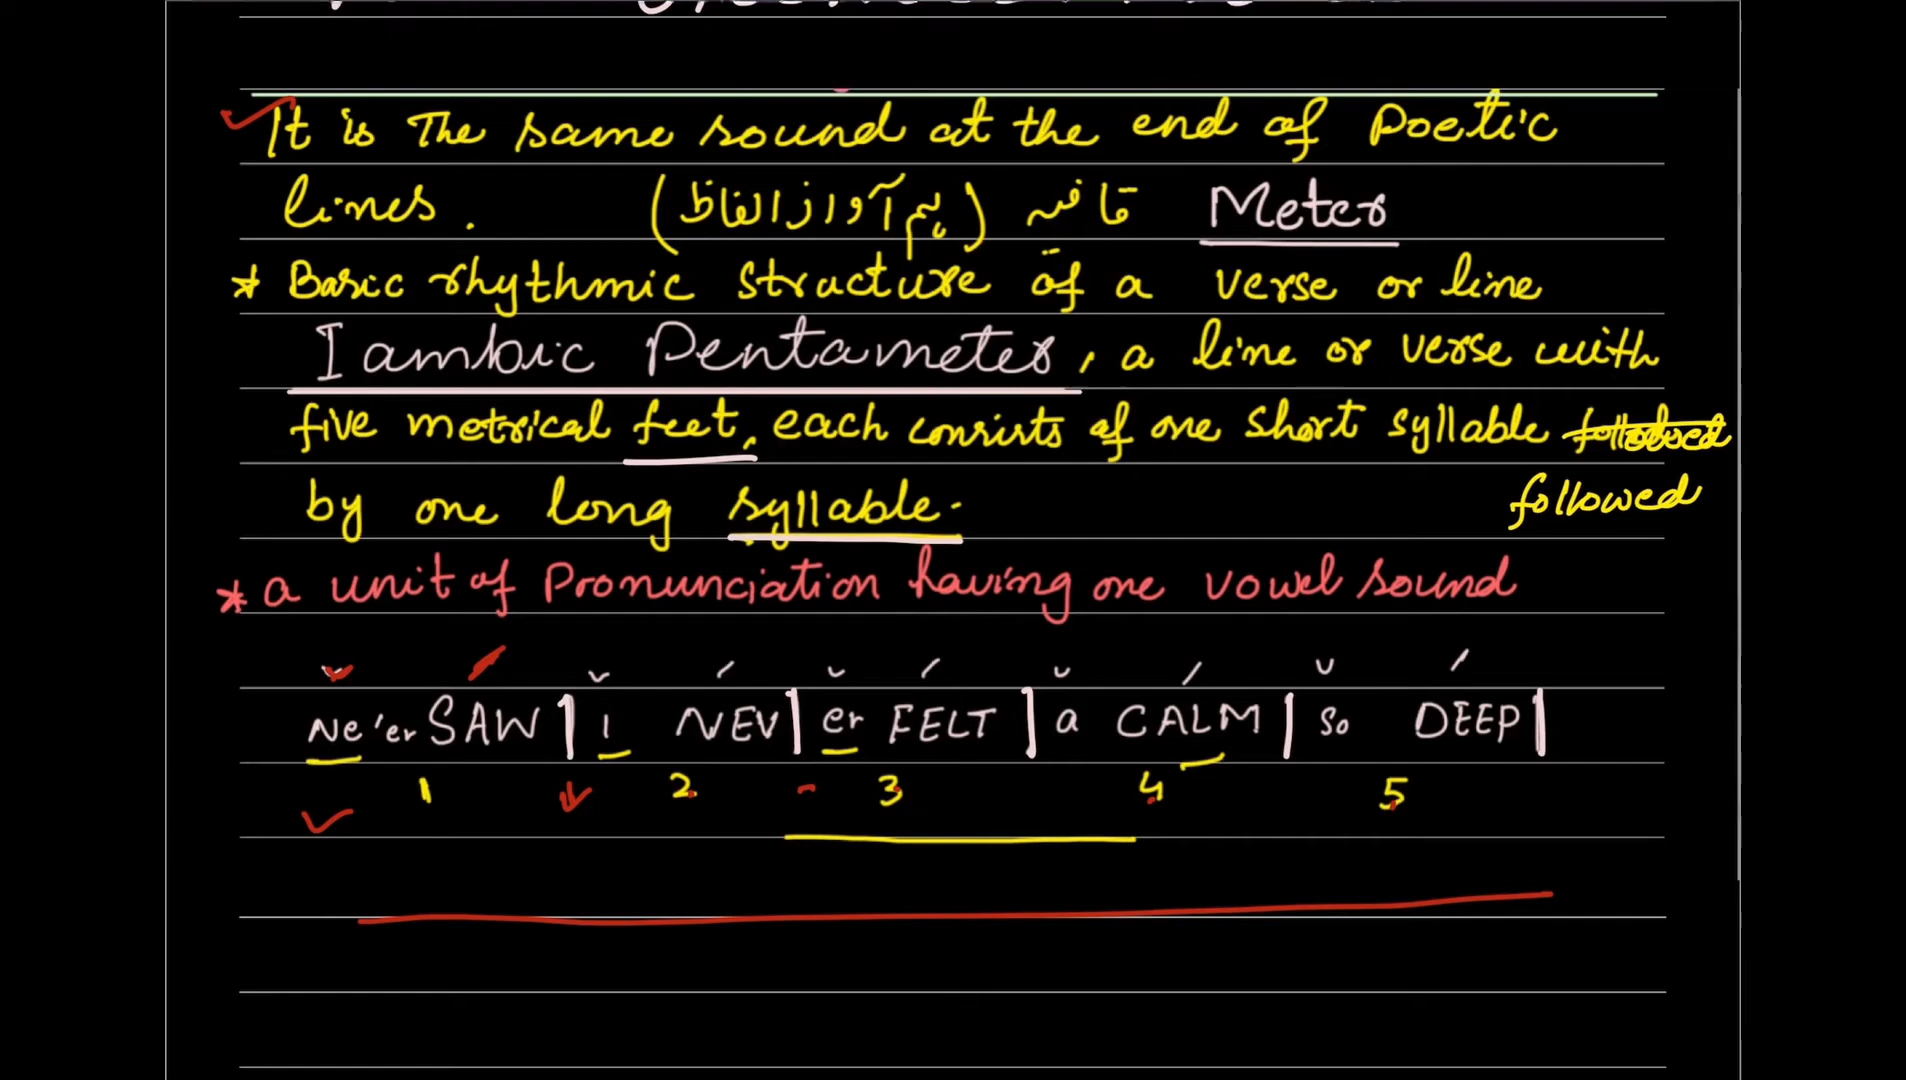 It is The same sound at the end of Poetic
lines. قافیہ (ہم آواز الفاظ) Meter
* Basic rhythmic structure of a verse or line
Iambic Pentameter, a line or verse with
five metrical feet, each consists of one short syllable followed
by one long syllable. followed
* a unit of Pronunciation having one vowel sound
Ne'er SAW | I NEV | er FELT | a CALM | so DEEP |
1 2 3 4 5